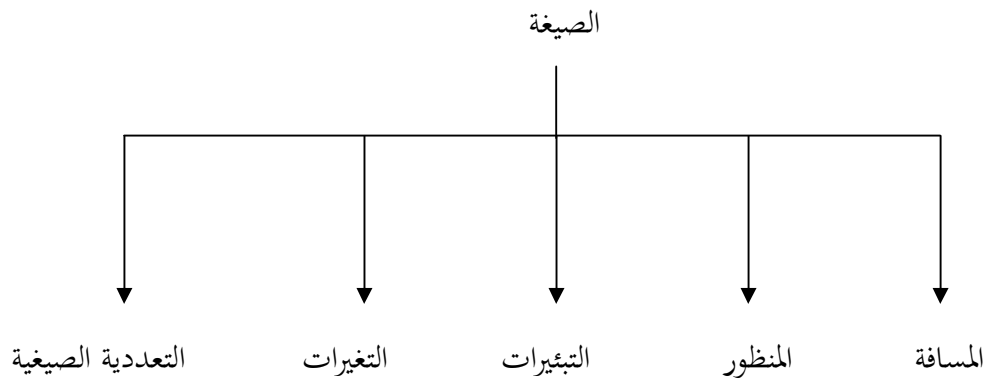 الصيغة
المسافة
المنظور
التبئيرات
التغيرات
التعددية الصيغية